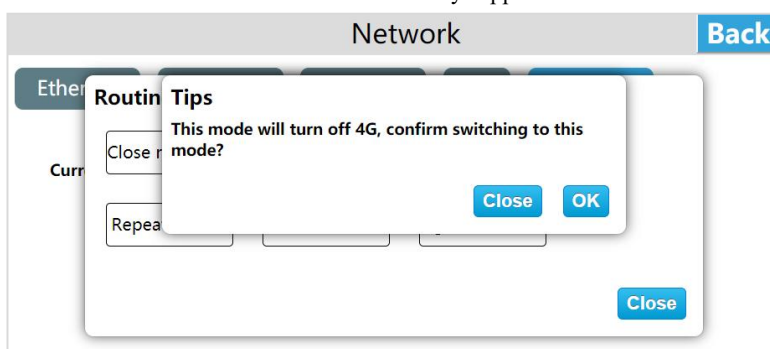 Network
Back
Ether
Routin
Tips
This mode will turn off 4G, confirm switching to this
mode?
Close r
Curr
Close
OK
Repea
Close